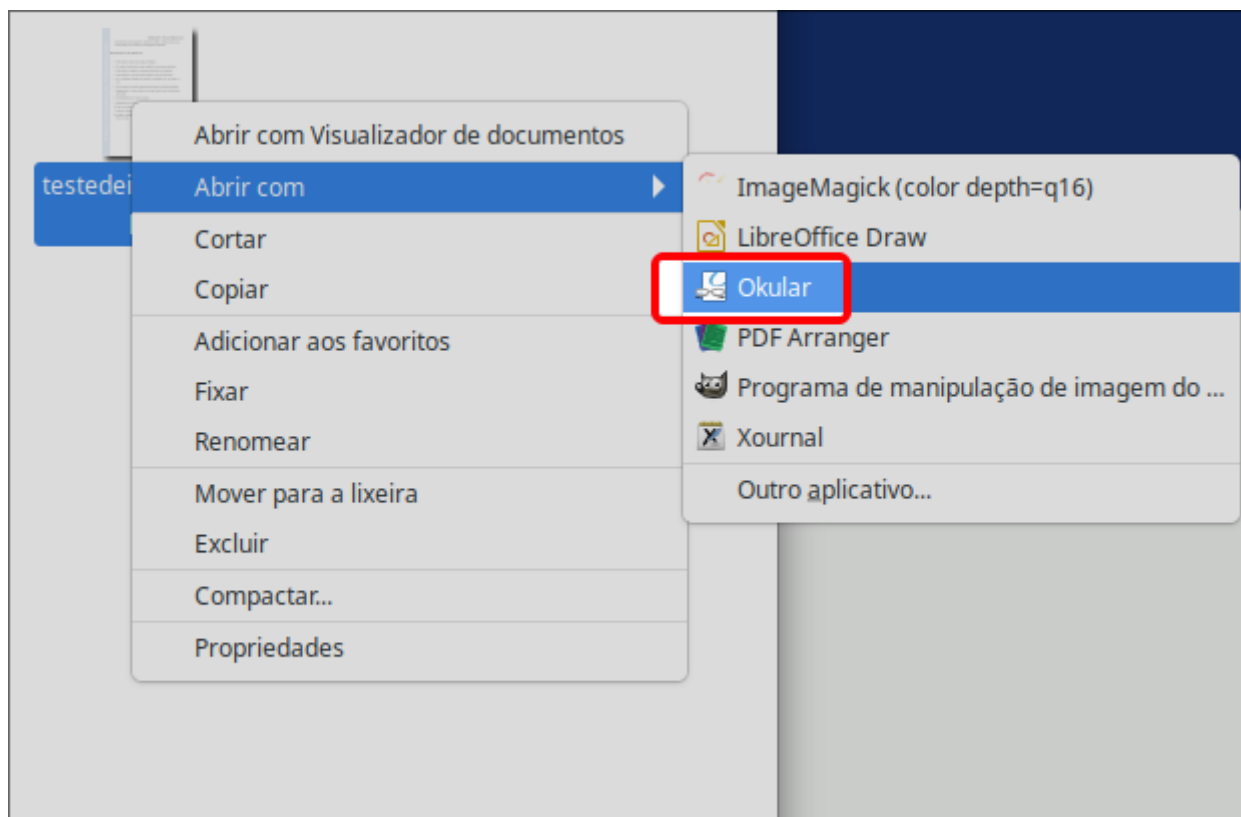 Abrir com Visualizador de documentos
testedei
Abrir com
Cortar
Copiar
Adicionar aos favoritos
Fixar
Renomear
Mover para a lixeira
Excluir
Compactar...
Propriedades
ImageMagick (color depth=q16)
LibreOffice Draw
Okular
PDF Arranger
Programa de manipulação de imagem do ...
Xournal
Outro aplicativo...